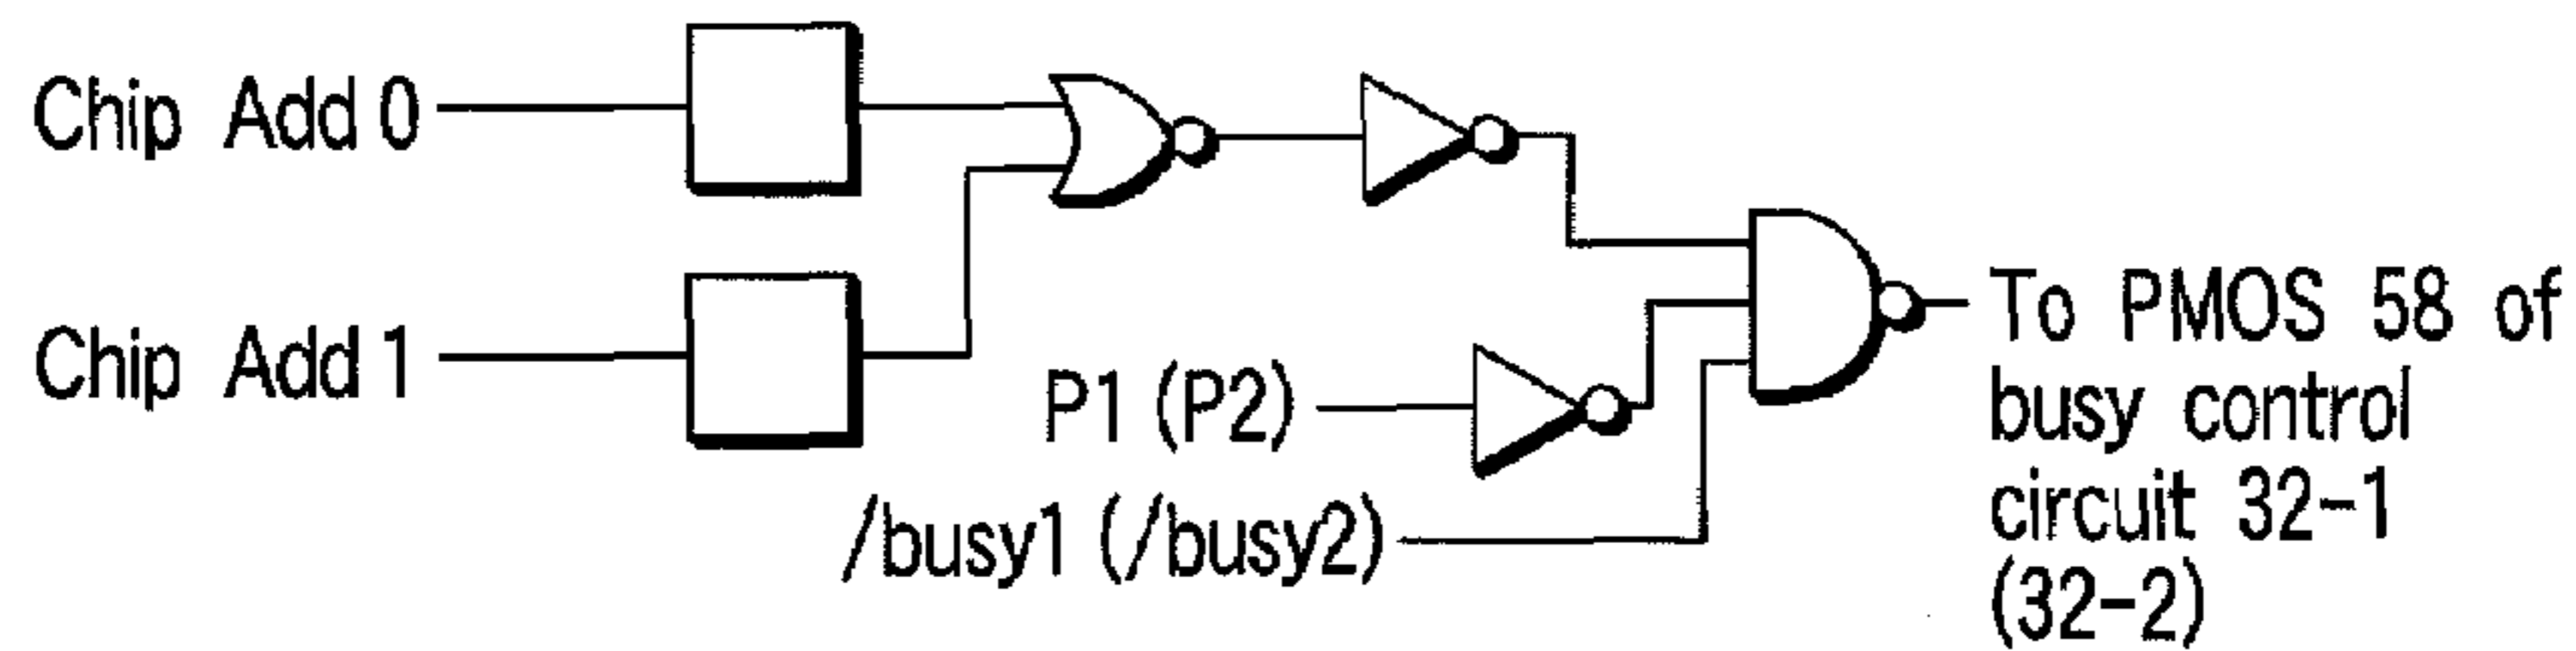 Chip Add 0
Chip Add 1
P1 (P2)
/busy1 (/busy2)
To PMOS 58 of
busy control
circuit 32-1
(32-2)